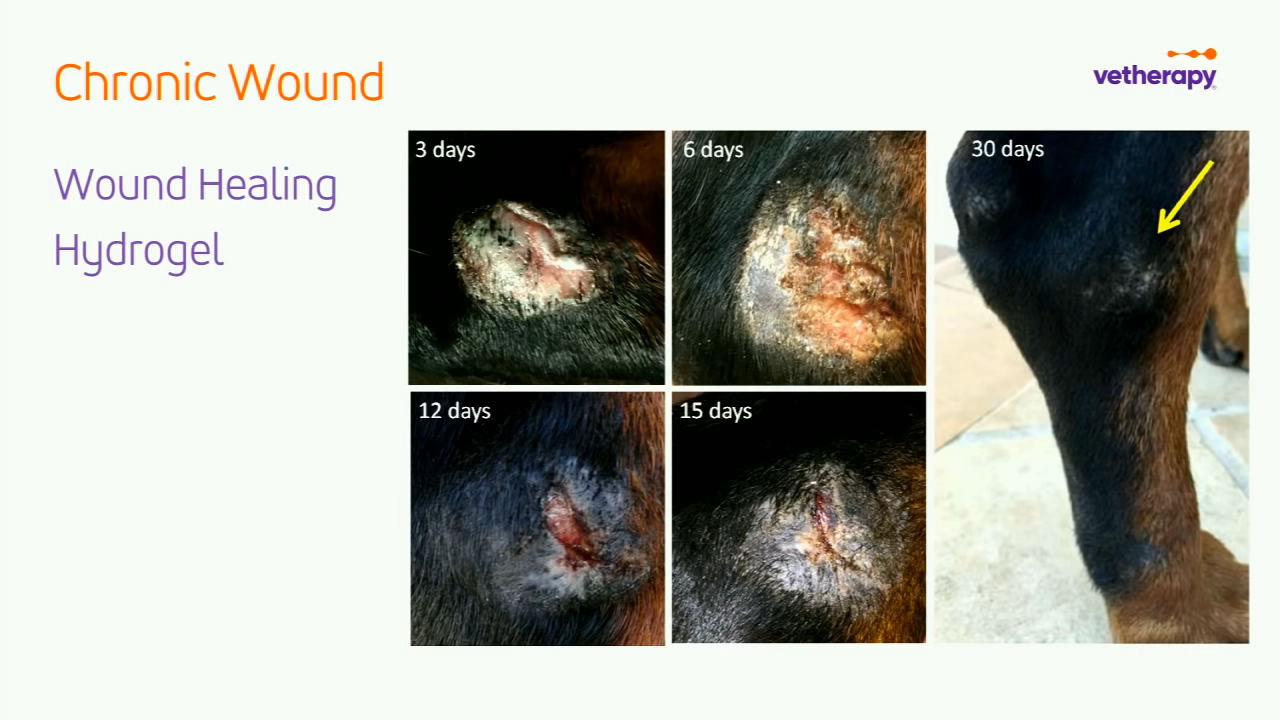 Chronic Wound
vetherapy
Wound Healing
Hydrogel
3 days
6 days
30 days
12 days
15 days